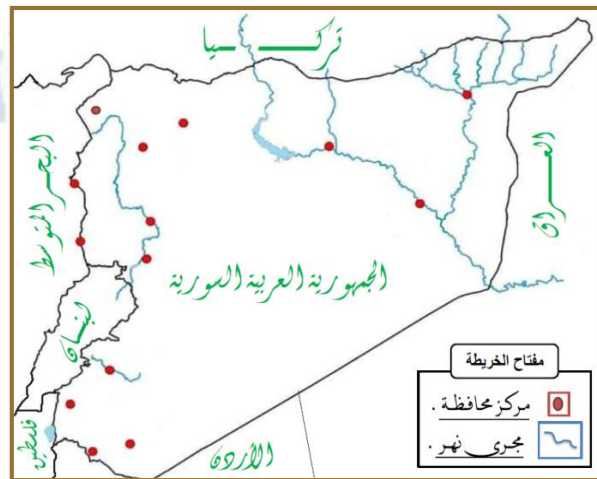 تركيا
البحر المتوسط
العراق
الجمهورية العربية السورية
لبنان
فلسطين
الأردن
مفتاح الخريطة
مركز محافظة .
مجرى نهر .